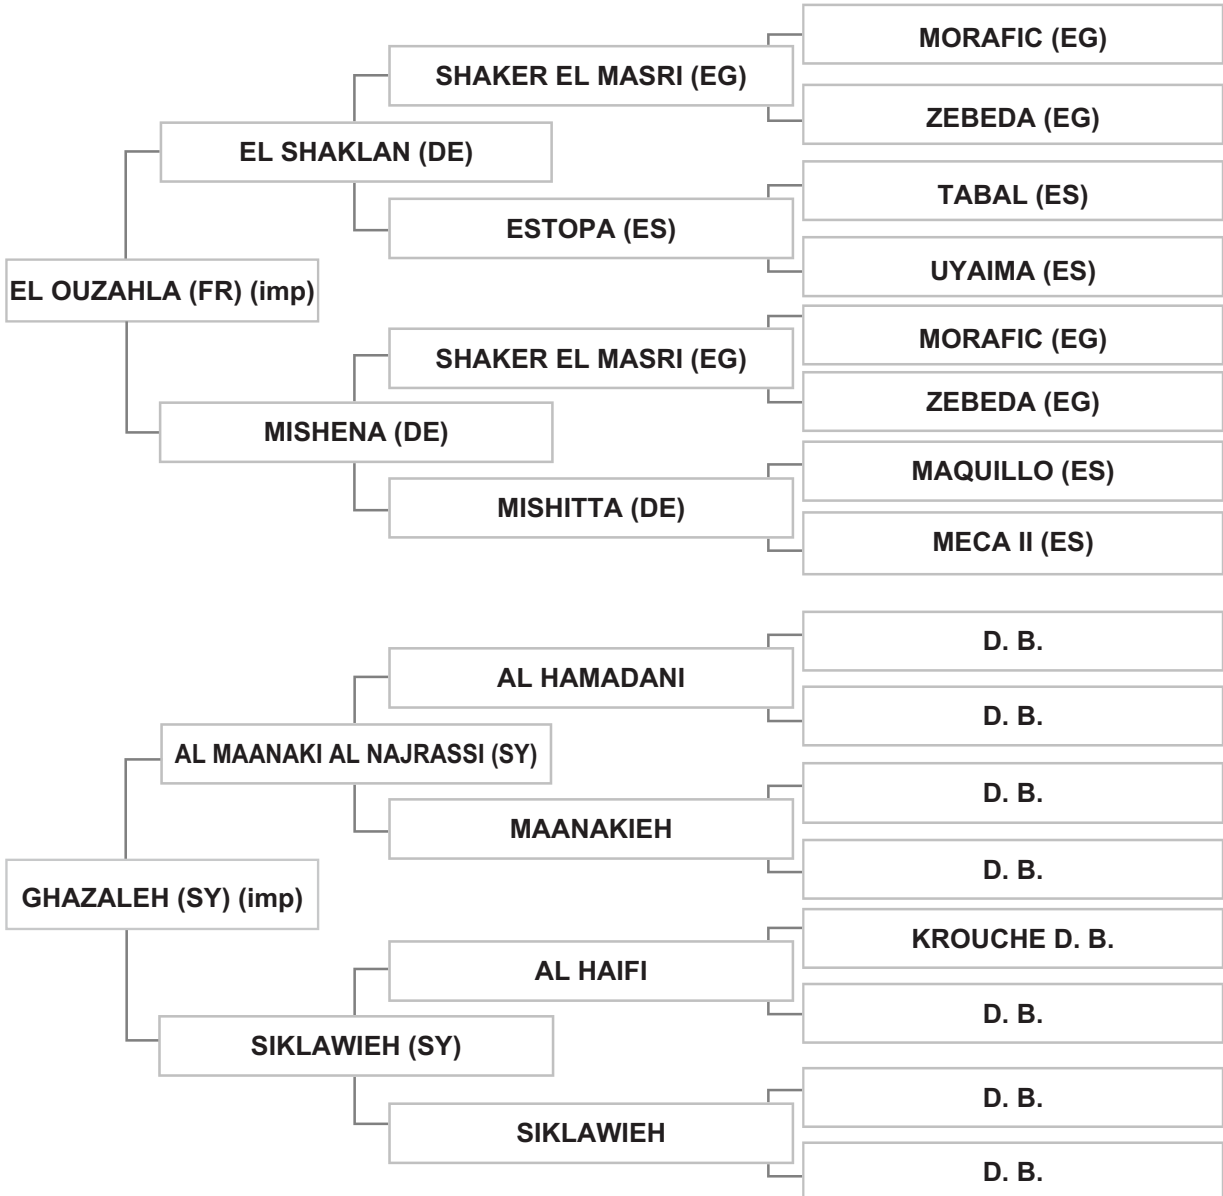 MORAFIC (EG)
SHAKER EL MASRI (EG)
ZEBEDA (EG)
EL SHAKLAN (DE)
TABAL (ES)
ESTOPA (ES)
UYAIMA (ES)
EL OUZAHLA (FR) (imp)
MORAFIC (EG)
SHAKER EL MASRI (EG)
ZEBEDA (EG)
MISHENA (DE)
MAQUILLO (ES)
MISHITTA (DE)
MECA II (ES)
D. B.
AL HAMADANI
D. B.
AL MAANAKI AL NAJRASSI (SY)
D. B.
MAANAKIEH
D. B.
GHAZALEH (SY) (imp)
KROUCHE D. B.
AL HAIFI
D. B.
SIKLAWIEH (SY)
D. B.
SIKLAWIEH
D. B.